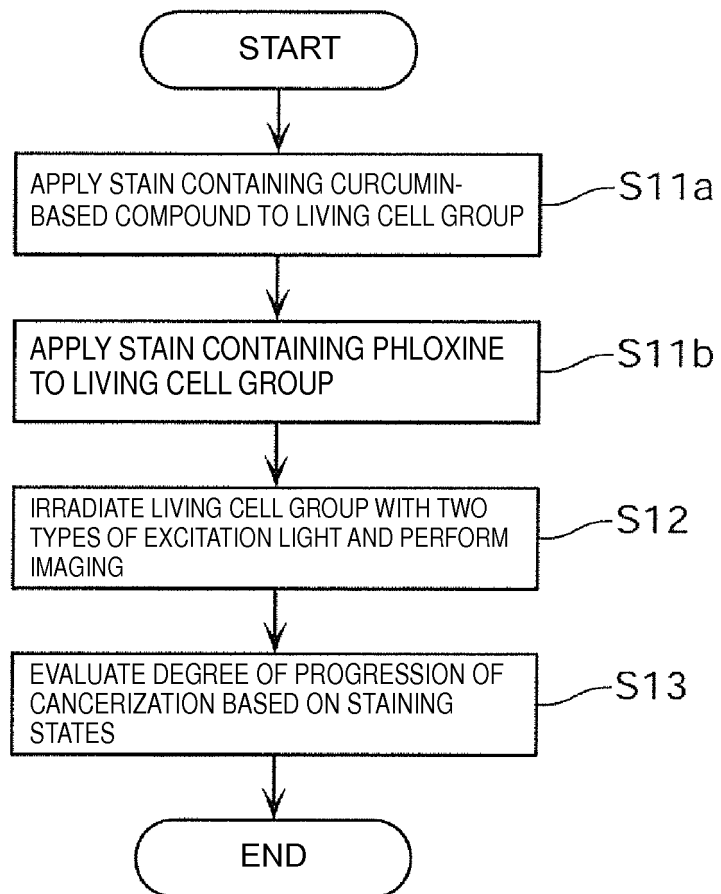 START
APPLY STAIN CONTAINING CURCUMIN-
BASED COMPOUND TO LIVING CELL GROUP
S11a
APPLY STAIN CONTAINING PHLOXINE
TO LIVING CELL GROUP
S11b
IRRADIATE LIVING CELL GROUP WITH TWO
TYPES OF EXCITATION LIGHT AND PERFORM
IMAGING
S12
EVALUATE DEGREE OF PROGRESSION OF
CANCERIZATION BASED ON STAINING
STATES
S13
END